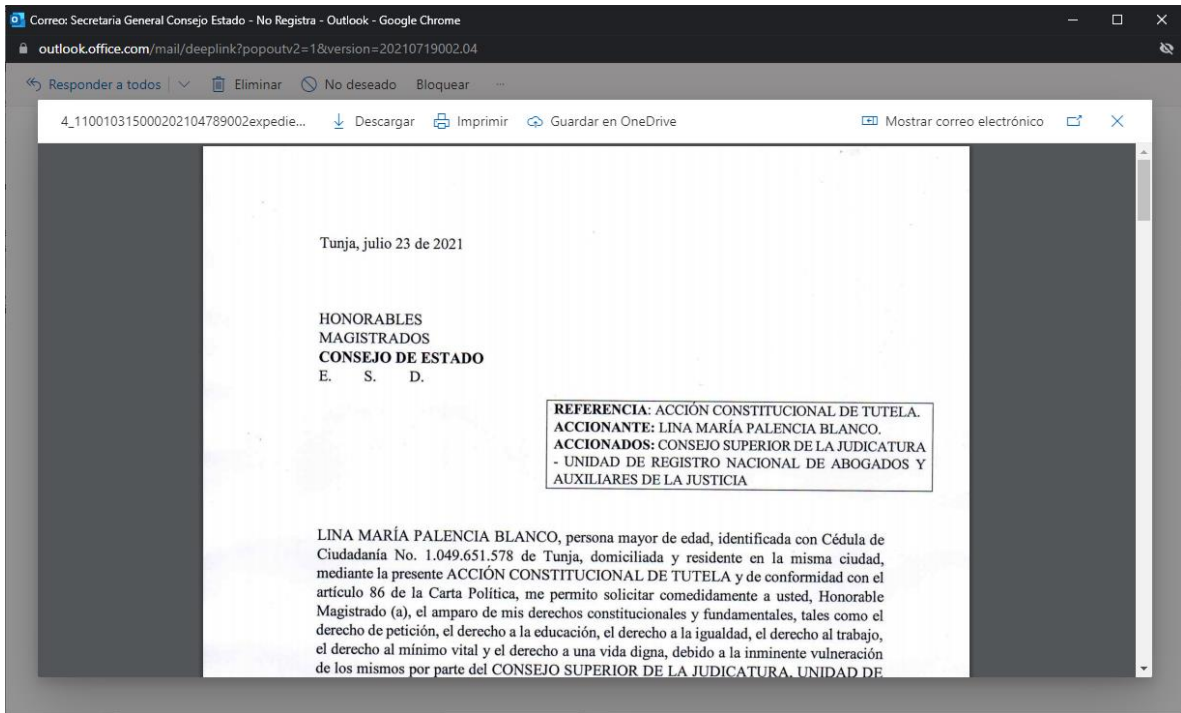 Correo: Secretaria General Consejo Estado - No Registra - Outlook - Google Chrome
outlook.office.com/mail/deeplink?popoutv2=1&version=20210719002.04
Responder a todos Eliminar No deseado Bloquear ...
4_110010315000202104789002expedie... Descargar Imprimir Guardar en OneDrive Mostrar correo electrónico
Tunja, julio 23 de 2021
HONORABLES
MAGISTRADOS
CONSEJO DE ESTADO
E. S. D.
REFERENCIA: ACCIÓN CONSTITUCIONAL DE TUTELA.
ACCIONANTE: LINA MARÍA PALENCIA BLANCO.
ACCIONADOS: CONSEJO SUPERIOR DE LA JUDICATURA
- UNIDAD DE REGISTRO NACIONAL DE ABOGADOS Y
AUXILIARES DE LA JUSTICIA
LINA MARÍA PALENCIA BLANCO, persona mayor de edad, identificada con Cédula de
Ciudadanía No. 1.049.651.578 de Tunja, domiciliada y residente en la misma ciudad,
mediante la presente ACCIÓN CONSTITUCIONAL DE TUTELA y de conformidad con el
artículo 86 de la Carta Política, me permito solicitar comedidamente a usted, Honorable
Magistrado (a), el amparo de mis derechos constitucionales y fundamentales, tales como el
derecho de petición, el derecho a la educación, el derecho a la igualdad, el derecho al trabajo,
el derecho al mínimo vital y el derecho a una vida digna, debido a la inminente vulneración
de los mismos por parte del CONSEJO SUPERIOR DE LA JUDICATURA, UNIDAD DE